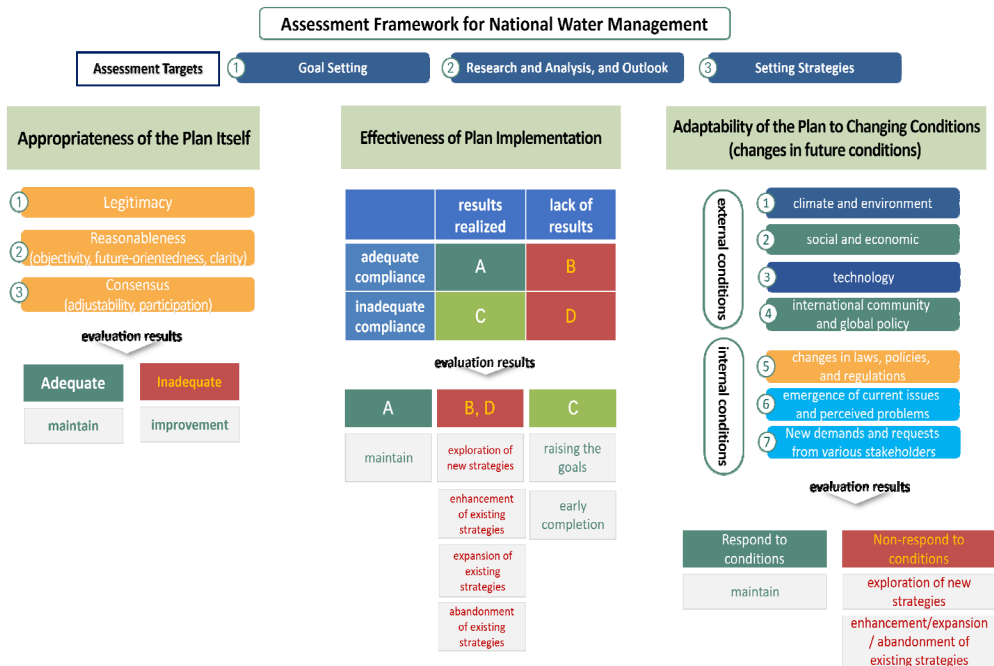 Assessment Framework for National Water Management
Assessment Targets
1 Goal Setting
2 Research and Analysis, and Outlook
3 Setting Strategies
Appropriateness of the Plan Itself
1 Legitimacy
2 Reasonableness
(objectivity, future-orientedness, clarity)
3 Consensus
(adjustability, participation)
evaluation results
Adequate
Inadequate
maintain
improvement
Effectiveness of Plan Implementation
results
realized
lack of
results
adequate
compliance
A
B
inadequate
compliance
C
D
evaluation results
A
B, D
C
maintain
exploration of
new strategies
raising the
goals
enhancement
of existing
strategies
early
completion
expansion of
existing
strategies
abandonment
of existing
strategies
Adaptability of the Plan to Changing Conditions
(changes in future conditions)
external conditions
1 climate and environment
2 social and economic
3 technology
4 international community
and global policy
internal conditions
5 changes in laws, policies,
and regulations
6 emergence of current issues
and perceived problems
7 New demands and requests
from various stakeholders
evaluation results
Respond to
conditions
Non-respond to
conditions
maintain
exploration of new
strategies
enhancement/expansion
/ abandonment of
existing strategies